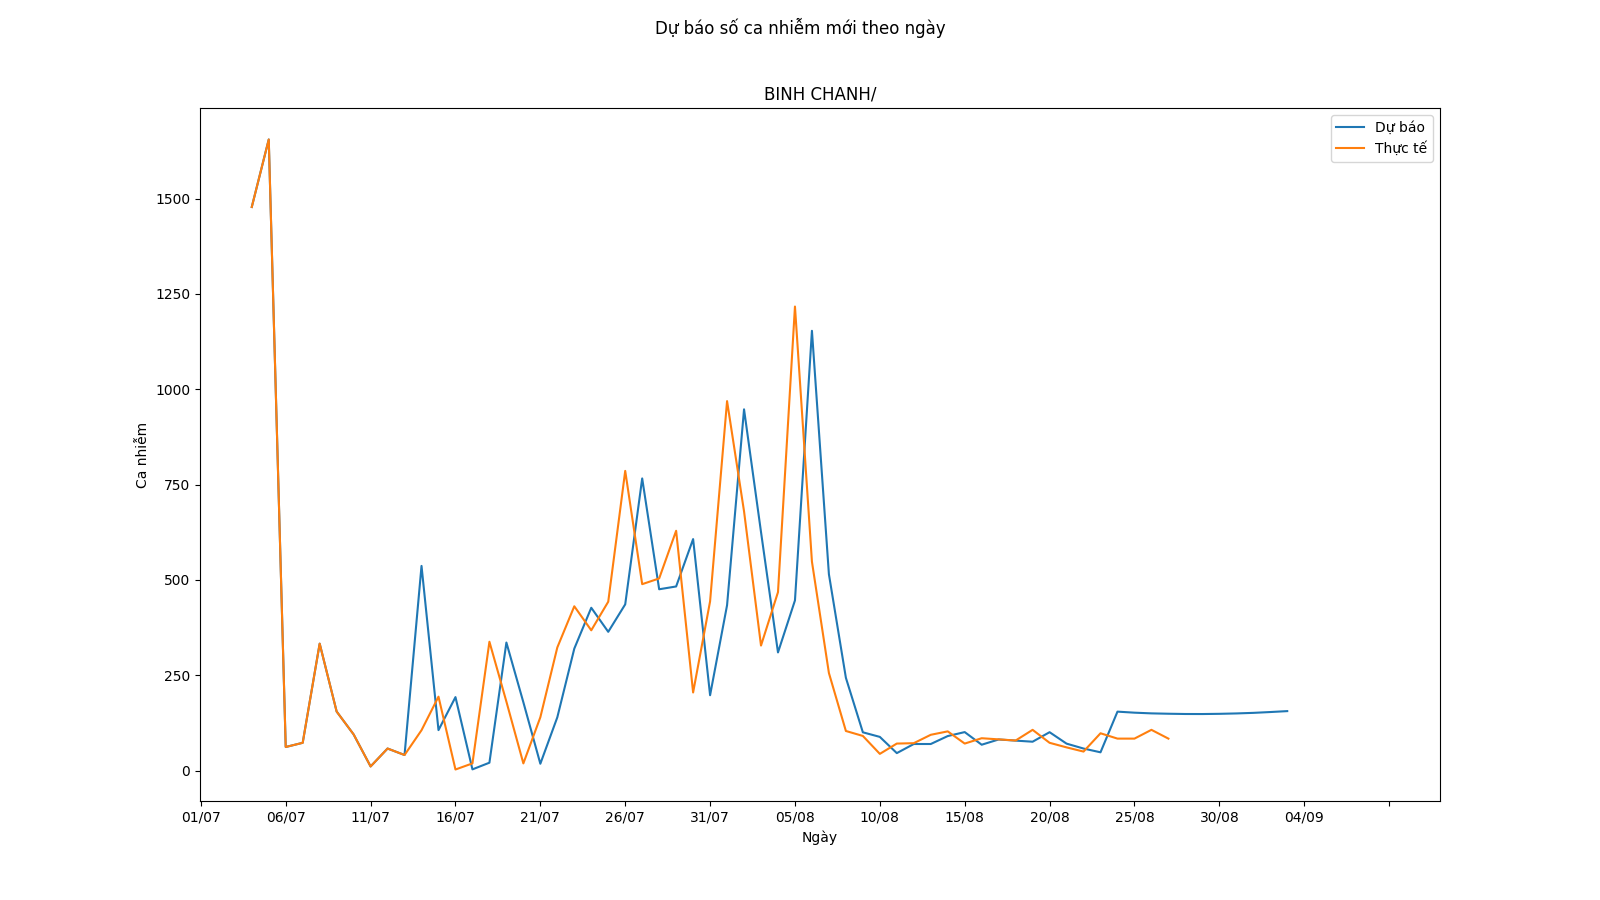 Dự báo số ca nhiễm mới theo ngày
BINH CHANH/
Dự báo
Thực tế
1500
1250
1000
750
500
250
0
Ca nhiễm
01/07 06/07 11/07 16/07 21/07 26/07 31/07 05/08 10/08 15/08 20/08 25/08 30/08 04/09
Ngày